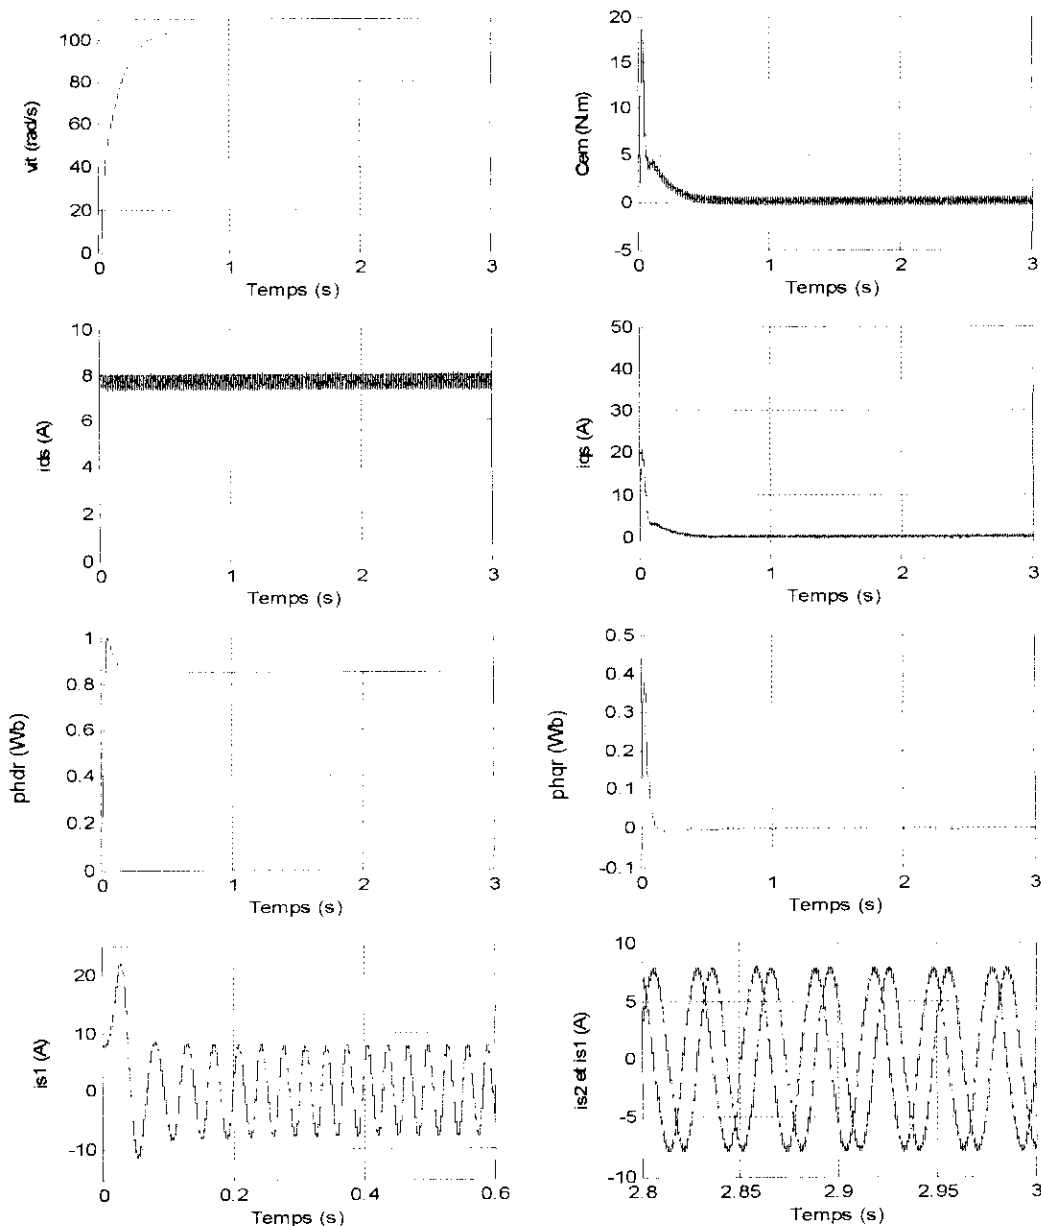 vit (rad/s)
100
80
60
40
20
0
0 1 2 3
Temps (s)
Cem (N.m)
20
15
10
5
0
-5
0 1 2 3
Temps (s)
ids (A)
10
8
6
4
2
0
0 1 2 3
Temps (s)
iqs (A)
50
40
30
20
10
0
0 1 2 3
Temps (s)
phdr (Wb)
1
0.8
0.6
0.4
0.2
0
0 1 2 3
Temps (s)
phqr (Wb)
0.5
0.4
0.3
0.2
0.1
0
-0.1
0 1 2 3
Temps (s)
is1 (A)
20
10
0
-10
0 0.2 0.4 0.6
Temps (s)
is2 et is1 (A)
10
5
0
-5
-10
2.8 2.85 2.9 2.95 3
Temps (s)